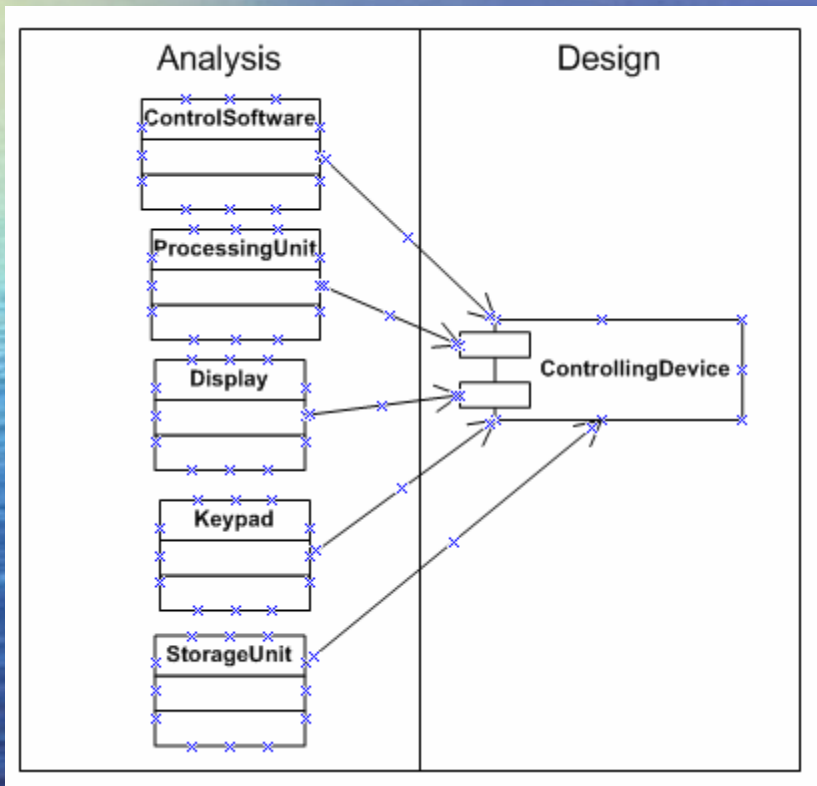 Analysis
Design
ControlSoftware
ProcessingUnit
Display
Keypad
StorageUnit
ControllingDevice